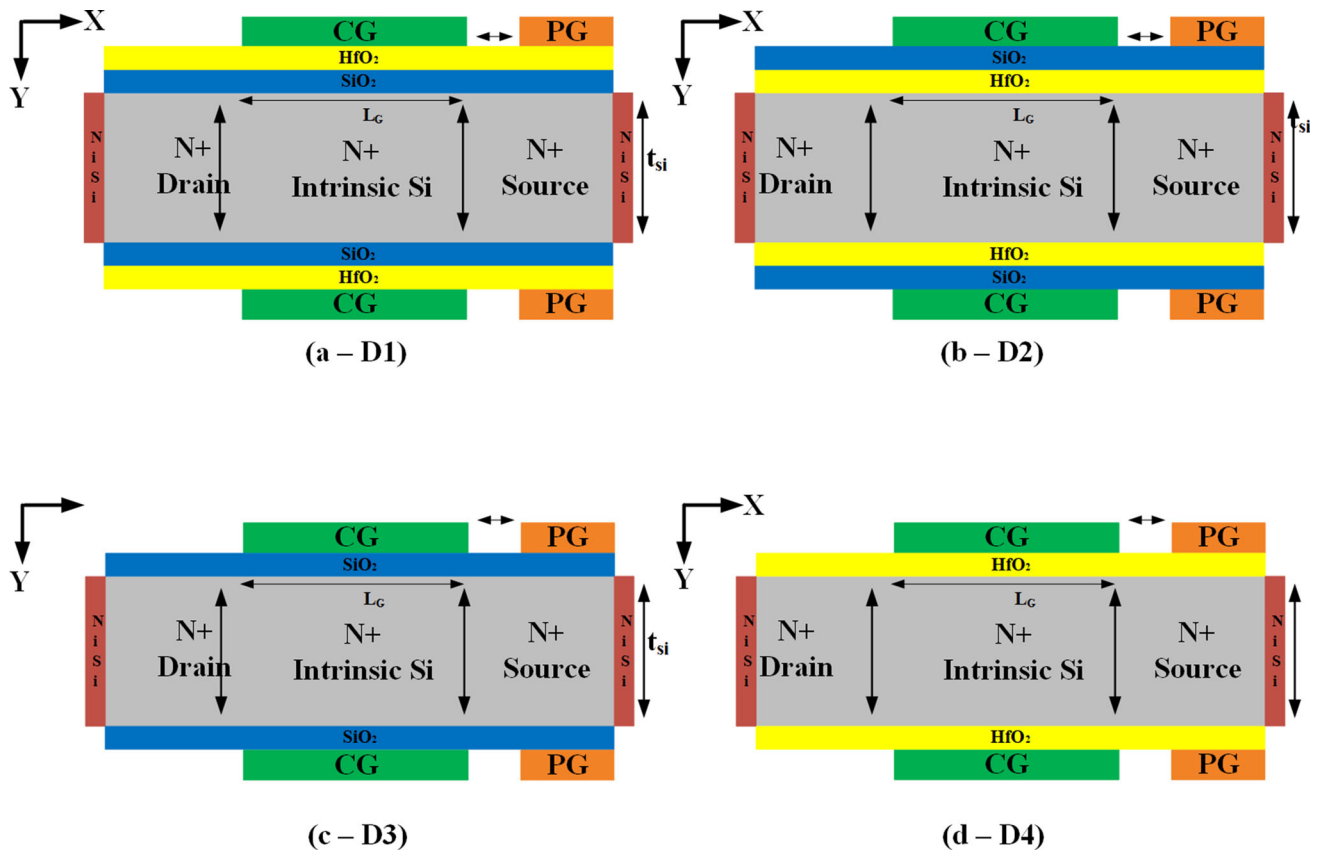 X CG PG
HfO₂
SiO₂
Y
L_G
N+ Drain
N+ Intrinsic Si
N+ Source
NiSi
NiSi
t_si
SiO₂
HfO₂
CG PG
(a – D1)
X CG PG
SiO₂
HfO₂
Y
L_G
N+ Drain
N+ Intrinsic Si
N+ Source
NiSi
NiSi
t_si
HfO₂
SiO₂
CG PG
(b – D2)
CG PG
SiO₂
Y
L_G
N+ Drain
N+ Intrinsic Si
N+ Source
NiSi
NiSi
t_si
SiO₂
CG PG
(c – D3)
X CG PG
HfO₂
Y
L_G
N+ Drain
N+ Intrinsic Si
N+ Source
NiSi
NiSi
HfO₂
CG PG
(d – D4)